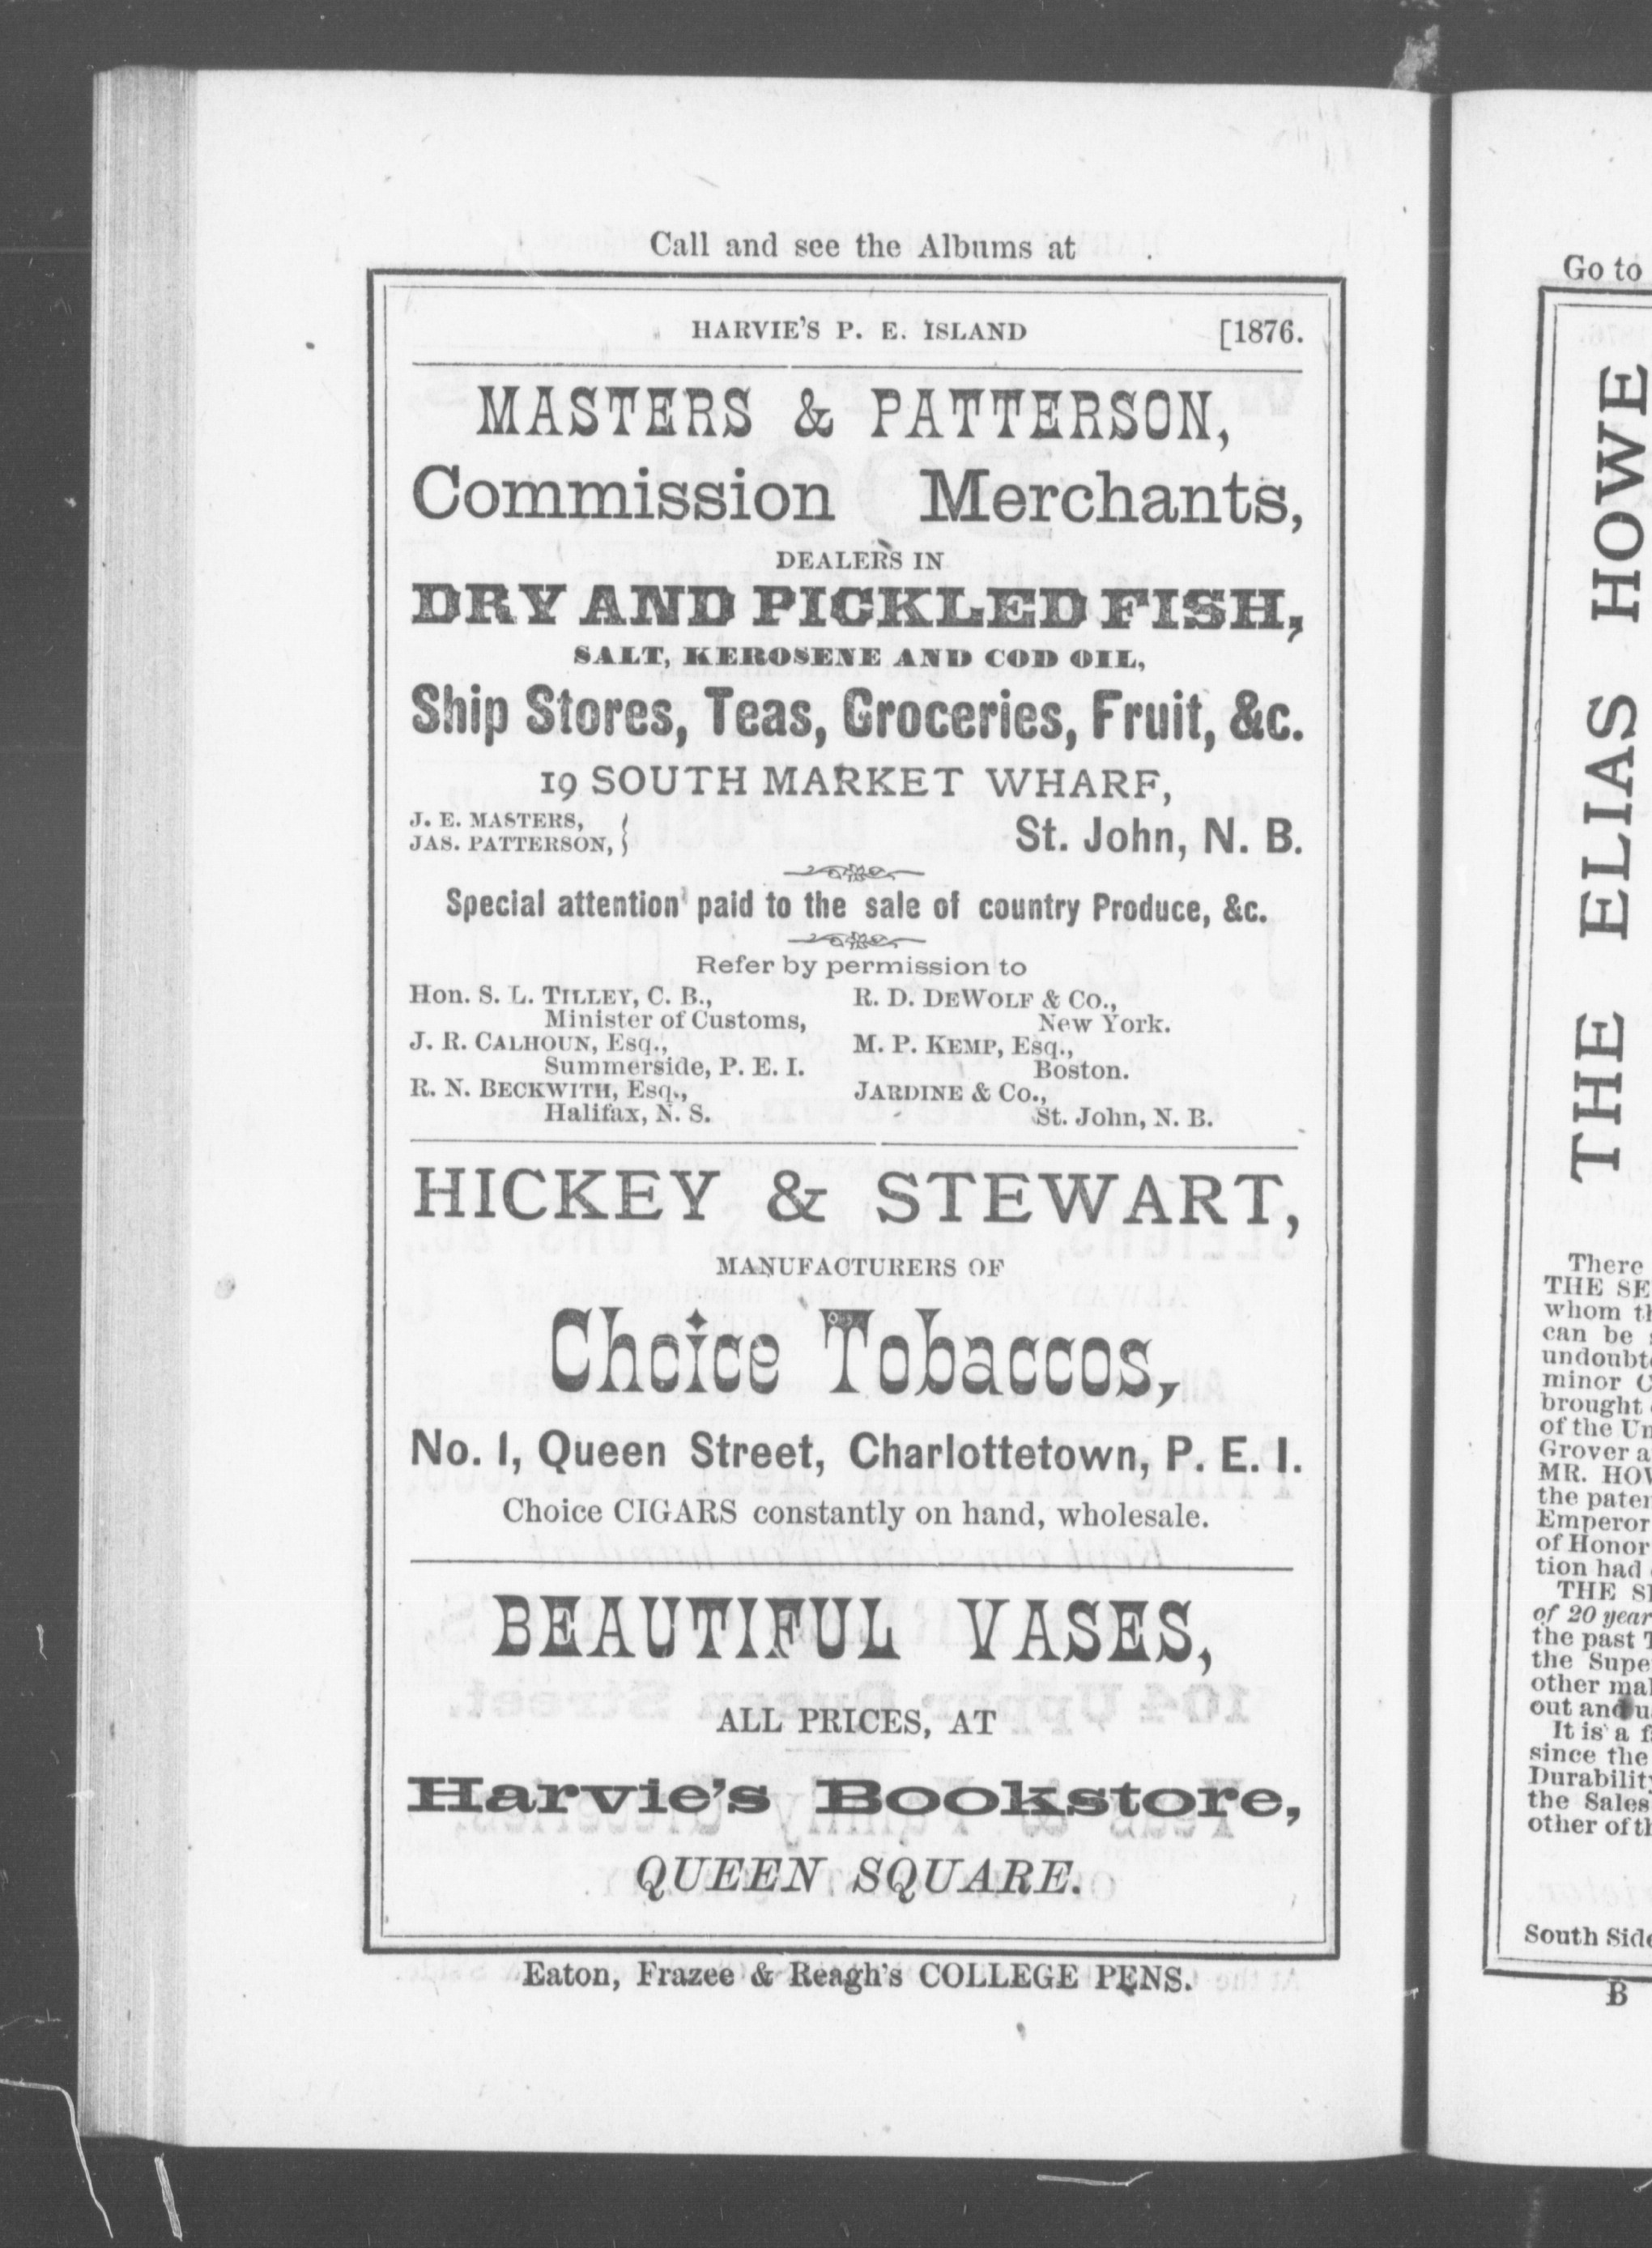 Call and see the Albums at
HARVIE'S P. E. ISLAND [1876.
MASTERS & PATTERSON,
Commission Merchants,
DEALERS IN
DRY AND PICKLED FISH,
SALT, KEROSENE AND COD OIL,
Ship Stores, Teas, Groceries, Fruit, &c.
19 SOUTH MARKET WHARF,
J. E. MASTERS,
JAS. PATTERSON, }
St. John, N. B.
Special attention paid to the sale of country Produce, &c.
Refer by permission to
Hon. S. L. TILLEY, C. B.,
Minister of Customs,
J. R. CALHOUN, Esq.,
Summerside, P. E. I.
R. N. BECKWITH, Esq.,
Halifax, N. S.
R. D. DEWOLF & CO.,
New York.
M. P. KEMP, Esq.,
Boston.
JARDINE & Co.,
St. John, N. B.
HICKEY & STEWART,
MANUFACTURERS OF
Choice Tobaccos,
No. 1, Queen Street, Charlottetown, P. E. I.
Choice CIGARS constantly on hand, wholesale.
BEAUTIFUL VASES,
ALL PRICES, AT
Harvie's Bookstore,
QUEEN SQUARE.
Eaton, Frazee & Reagh's COLLEGE PENS.
Go to
THE ELIAS HOWE
There
THE SE
whom th
can be
undoubt
minor C
brought
of the Un
Grover a
MR. HOW
the paten
Emperor
of Honor
tion had
THE SI
of 20 year
the past T
the Supe
other mal
out and u
It is a f
since the
Durability
the Sales
other of th
South Side
B